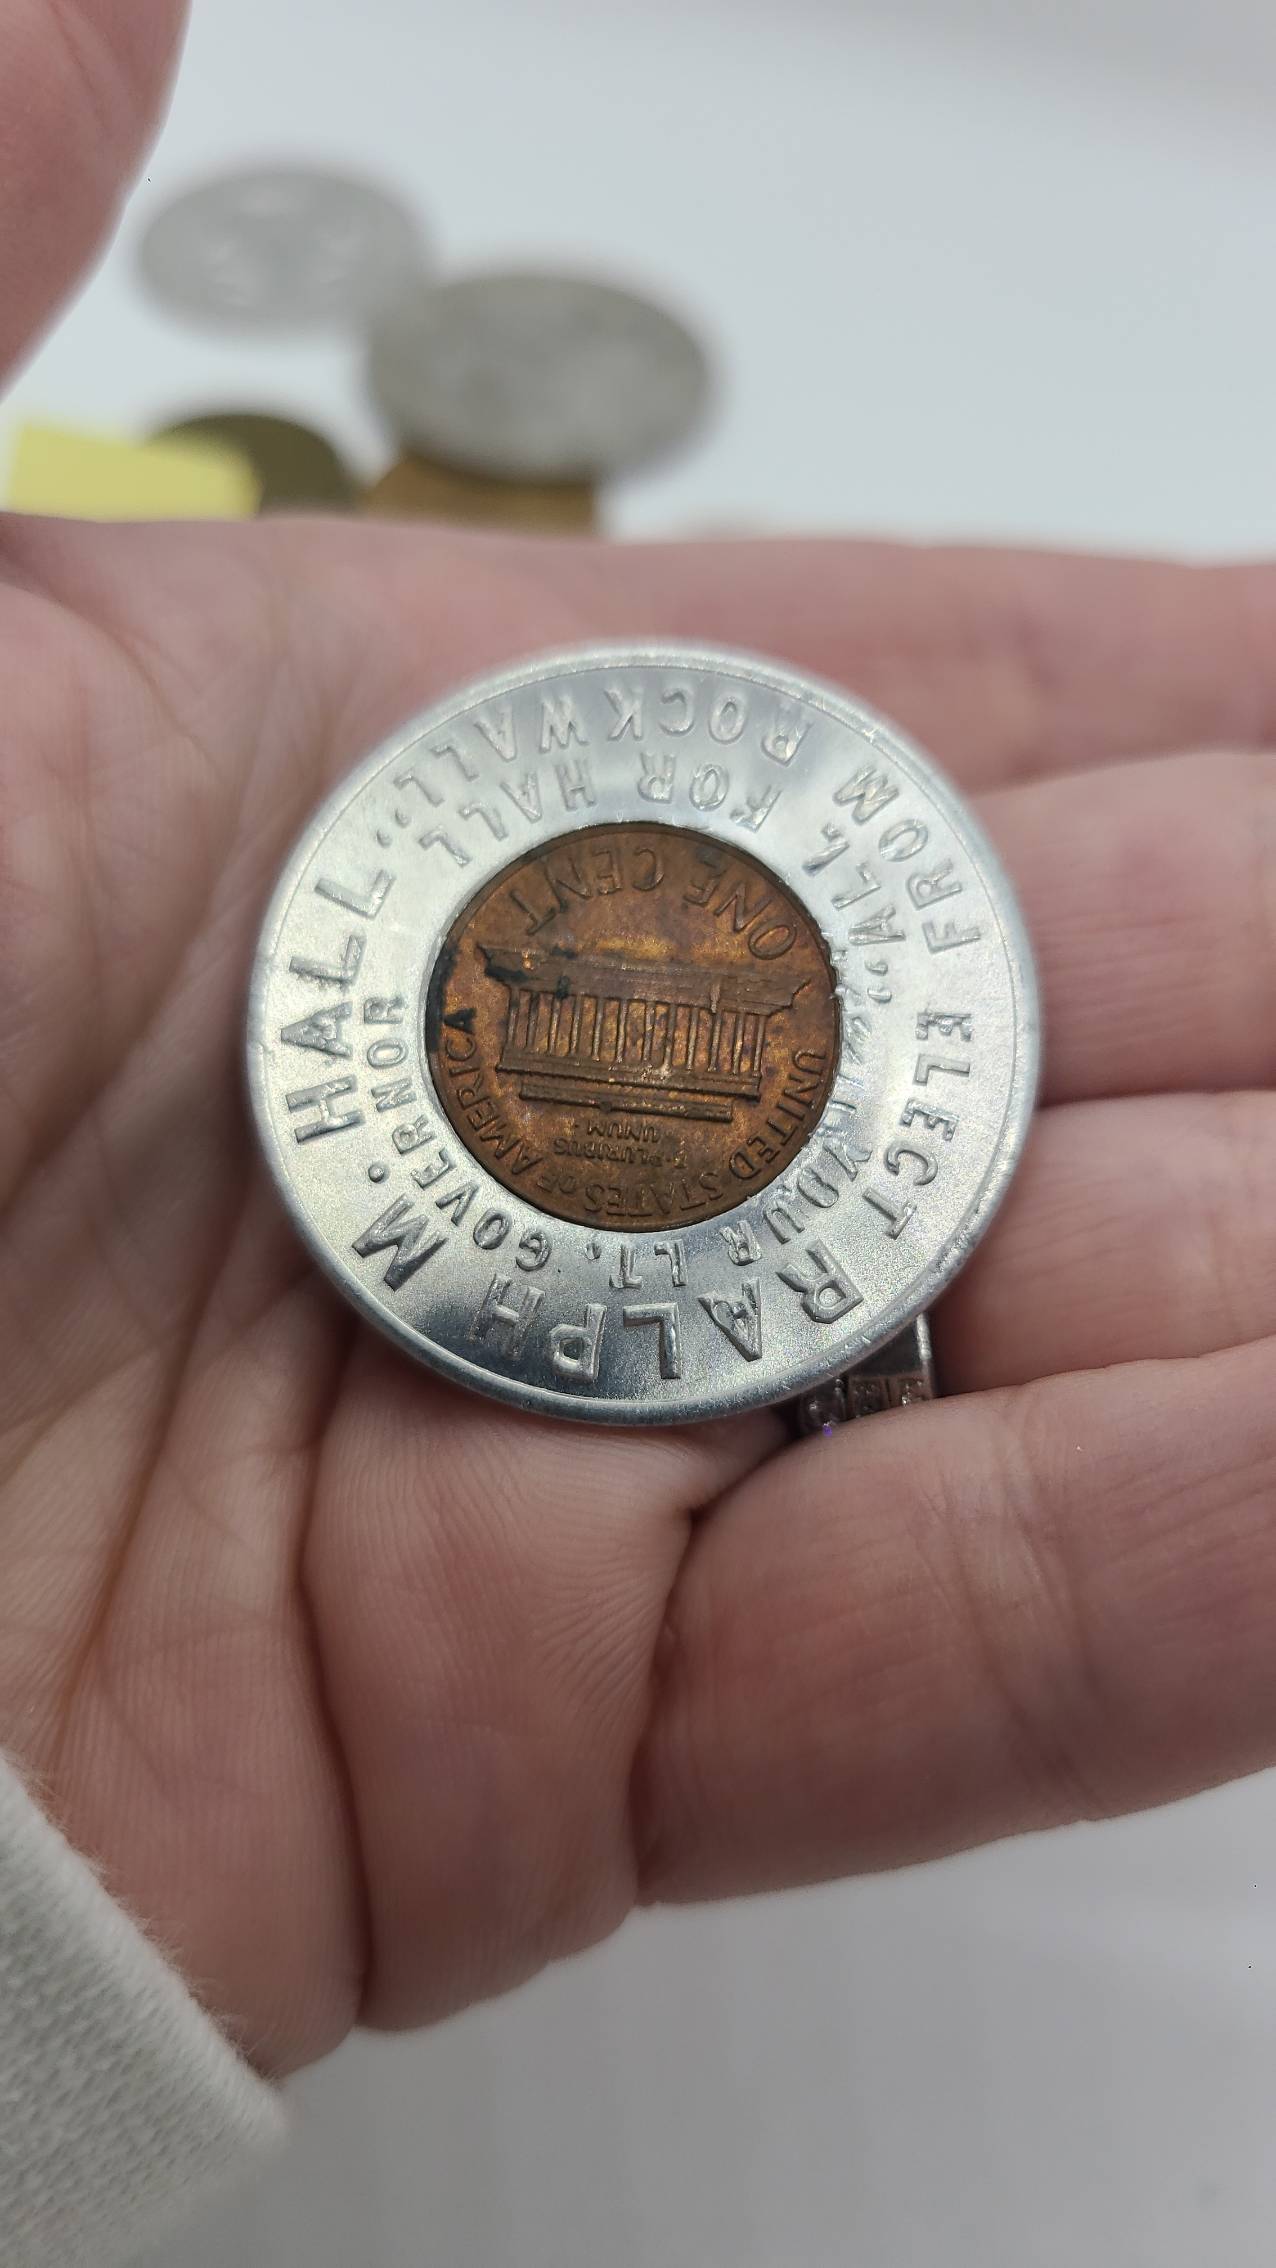 ELECT RALPH M. HALL
YOUR LT. GOVERNOR
FROM ROCKWALL
"ALL FOR HALL"
UNITED STATES OF AMERICA
E·PLURIBUS
UNUM·
ONE CENT